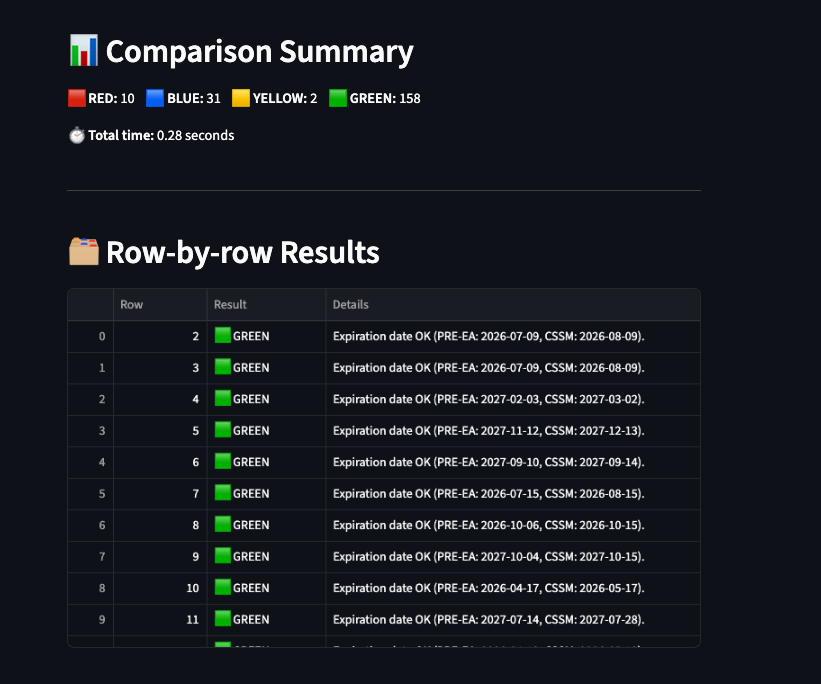 Comparison Summary
RED: 10 BLUE: 31 YELLOW: 2 GREEN: 158
Total time: 0.28 seconds
Row-by-row Results
Row Result Details
0 2 GREEN Expiration date OK (PRE-EA: 2026-07-09, CSSM: 2026-08-09).
1 3 GREEN Expiration date OK (PRE-EA: 2026-07-09, CSSM: 2026-08-09).
2 4 GREEN Expiration date OK (PRE-EA: 2027-02-03, CSSM: 2027-03-02).
3 5 GREEN Expiration date OK (PRE-EA: 2027-11-12, CSSM: 2027-12-13).
4 6 GREEN Expiration date OK (PRE-EA: 2027-09-10, CSSM: 2027-09-14).
5 7 GREEN Expiration date OK (PRE-EA: 2026-07-15, CSSM: 2026-08-15).
6 8 GREEN Expiration date OK (PRE-EA: 2026-10-06, CSSM: 2026-10-15).
7 9 GREEN Expiration date OK (PRE-EA: 2027-10-04, CSSM: 2027-10-15).
8 10 GREEN Expiration date OK (PRE-EA: 2026-04-17, CSSM: 2026-05-17).
9 11 GREEN Expiration date OK (PRE-EA: 2027-07-14, CSSM: 2027-07-28).